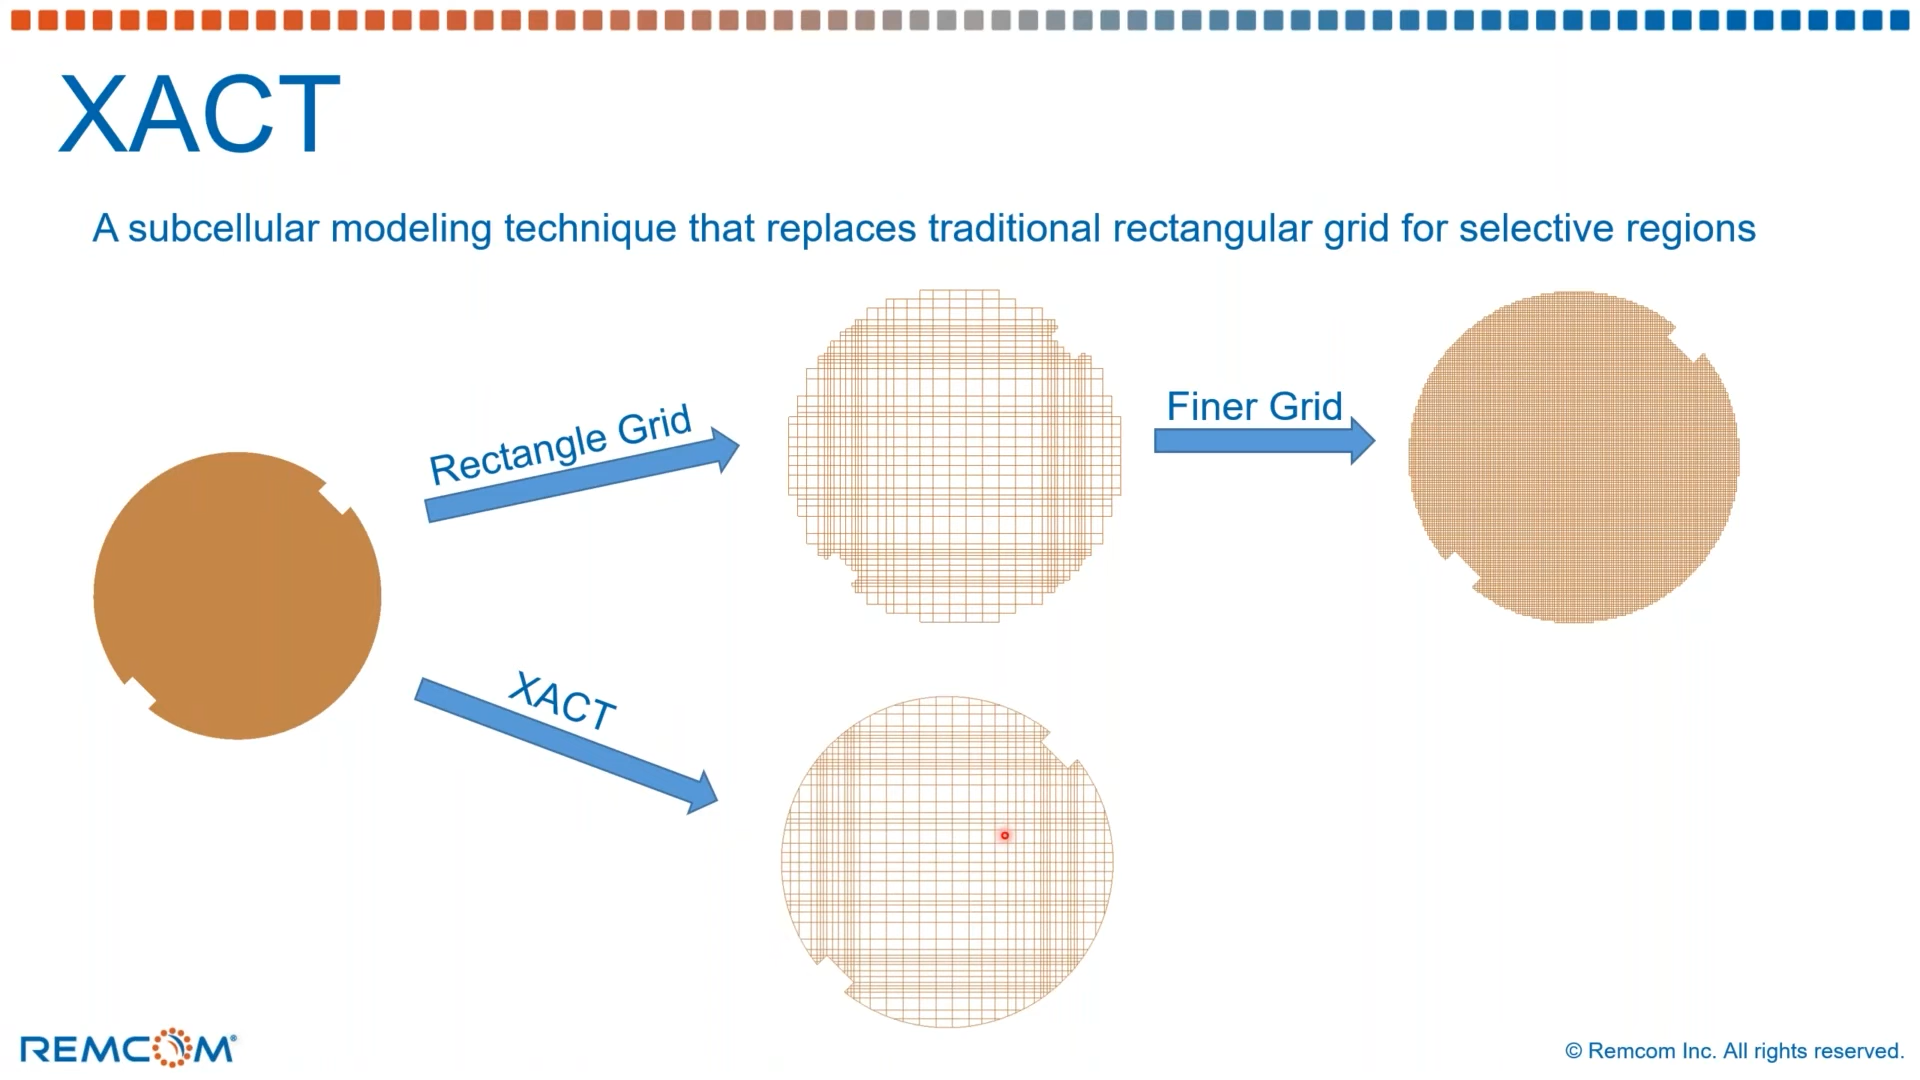 XACT
A subcellular modeling technique that replaces traditional rectangular grid for selective regions
Rectangle Grid
Finer Grid
XACT
REMCOM®
© Remcom Inc. All rights reserved.